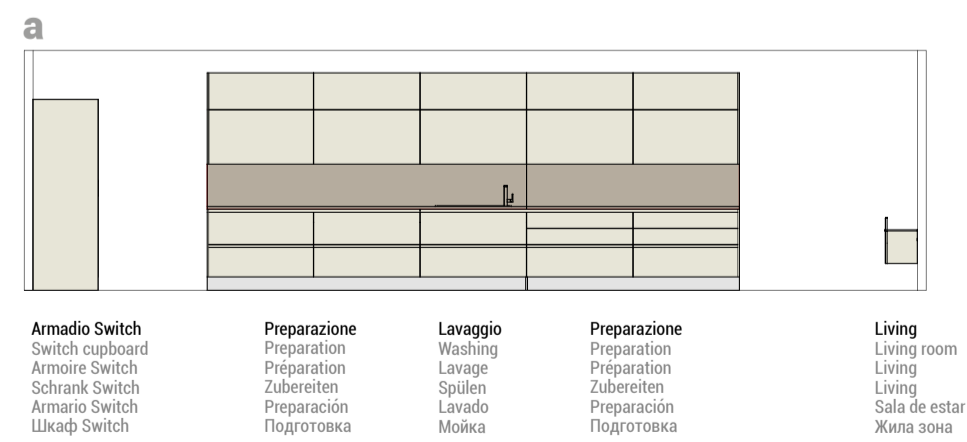 a
Armadio Switch
Switch cupboard
Armoire Switch
Schrank Switch
Armario Switch
Шкаф Switch
Preparazione
Preparation
Préparation
Zubereiten
Preparación
Подготовка
Lavaggio
Washing
Lavage
Spülen
Lavado
Мойка
Preparazione
Preparation
Préparation
Zubereiten
Preparación
Подготовка
Living
Living room
Living
Living
Sala de estar
Жила зона